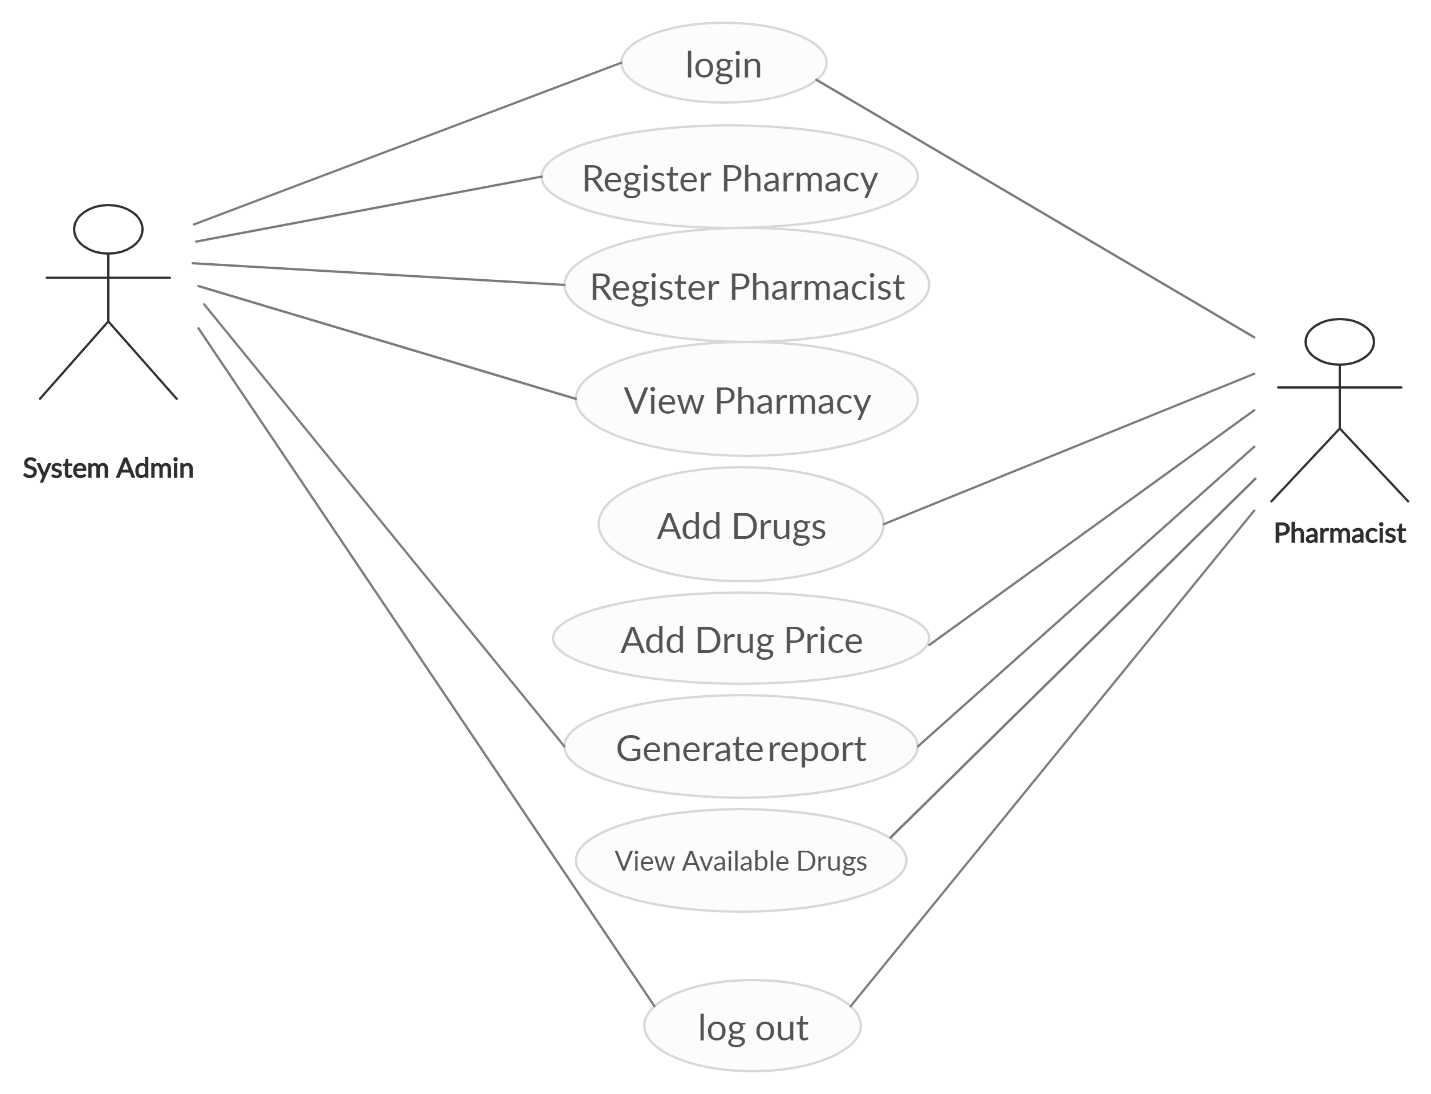 login
Register Pharmacy
Register Pharmacist
View Pharmacy
System Admin
Add Drugs
Pharmacist
Add Drug Price
Generate report
View Available Drugs
log out